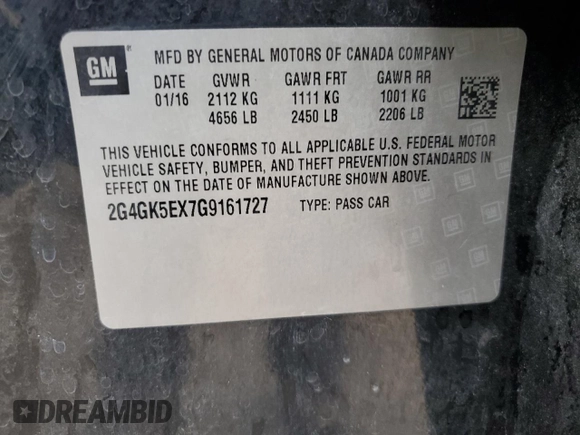 GM
MFD BY GENERAL MOTORS OF CANADA COMPANY
DATE GVWR GAWR FRT GAWR RR
01/16 2112 KG 1111 KG 1001 KG
4656 LB 2450 LB 2206 LB
THIS VEHICLE CONFORMS TO ALL APPLICABLE U.S. FEDERAL MOTOR
VEHICLE SAFETY, BUMPER, AND THEFT PREVENTION STANDARDS IN
EFFECT ON THE DATE OF MANUFACTURE SHOWN ABOVE.
2G4GK5EX7G9161727 TYPE: PASS CAR
DREAMBID